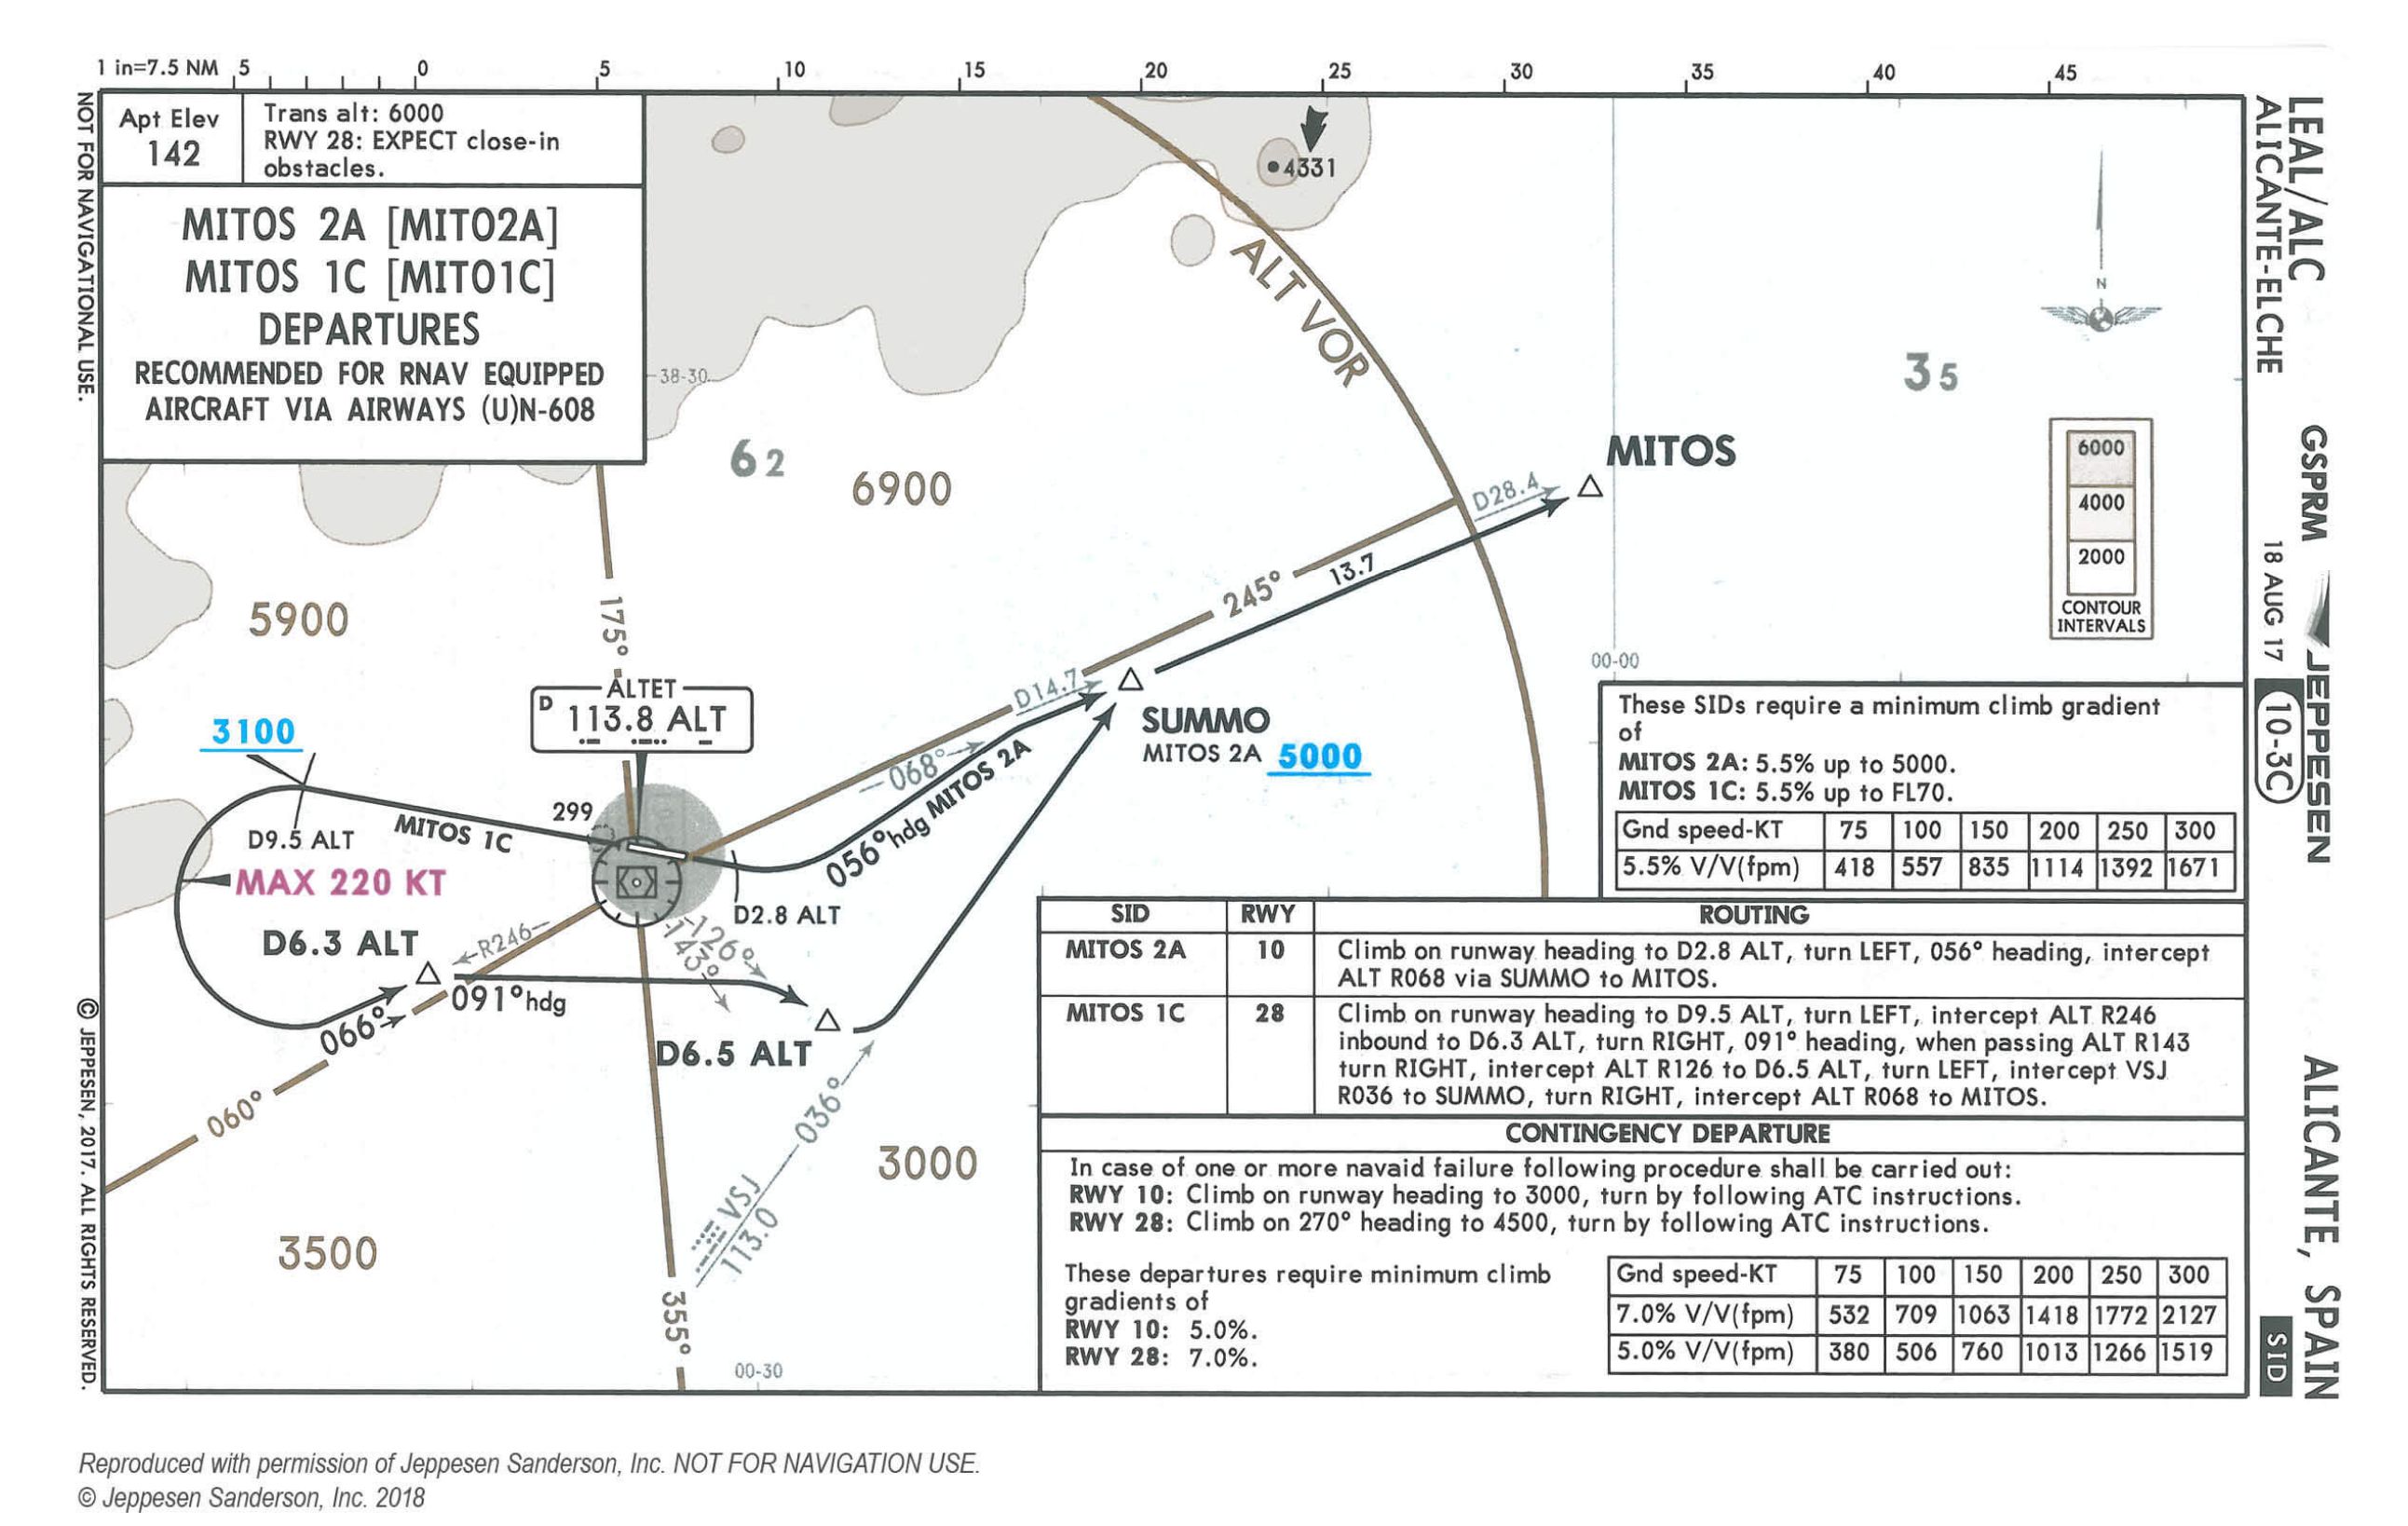 1 in=7.5 NM 5 0 5 10 15 20 25 30 35 40 45
NOT FOR NAVIGATIONAL USE.
Apt Elev
142
Trans alt: 6000
RWY 28: EXPECT close-in
obstacles.
MITOS 2A [MITO2A]
MITOS 1C [MITO1C]
DEPARTURES
RECOMMENDED FOR RNAV EQUIPPED
AIRCRAFT VIA AIRWAYS (U)N-608
LEAL/ALC
ALICANTE-ELCHE
GSPRM
18 AUG 17
JEPPESEN
10-3C
ALICANTE, SPAIN
SID
4331
ALT VOR
N
35
38-30
62
6900
MITOS
D28.4
6000
4000
2000
CONTOUR
INTERVALS
5900
175°
245°
13.7
00-00
ALTET
D 113.8 ALT
D14.7
SUMMO
MITOS 2A 5000
3100
068°
MITOS 2A
056°hdg
299
D9.5 ALT
MITOS 1C
MAX 220 KT
D2.8 ALT
D6.3 ALT
R246
126°
143°
091°hdg
066°
D6.5 ALT
060°
036°
VSJ
113.0
3000
3500
355°
00-30
These SIDs require a minimum climb gradient
of
MITOS 2A: 5.5% up to 5000.
MITOS 1C: 5.5% up to FL70.
Gnd speed-KT 75 100 150 200 250 300
5.5% V/V(fpm) 418 557 835 1114 1392 1671
SID RWY ROUTING
MITOS 2A 10 Climb on runway heading to D2.8 ALT, turn LEFT, 056° heading, intercept
ALT R068 via SUMMO to MITOS.
MITOS 1C 28 Climb on runway heading to D9.5 ALT, turn LEFT, intercept ALT R246
inbound to D6.3 ALT, turn RIGHT, 091° heading, when passing ALT R143
turn RIGHT, intercept ALT R126 to D6.5 ALT, turn LEFT, intercept VSJ
R036 to SUMMO, turn RIGHT, intercept ALT R068 to MITOS.
CONTINGENCY DEPARTURE
In case of one or more navaid failure following procedure shall be carried out:
RWY 10: Climb on runway heading to 3000, turn by following ATC instructions.
RWY 28: Climb on 270° heading to 4500, turn by following ATC instructions.
These departures require minimum climb
gradients of
RWY 10: 5.0%.
RWY 28: 7.0%.
Gnd speed-KT 75 100 150 200 250 300
7.0% V/V(fpm) 532 709 1063 1418 1772 2127
5.0% V/V(fpm) 380 506 760 1013 1266 1519
© JEPPESEN, 2017. ALL RIGHTS RESERVED.
Reproduced with permission of Jeppesen Sanderson, Inc. NOT FOR NAVIGATION USE.
© Jeppesen Sanderson, Inc. 2018